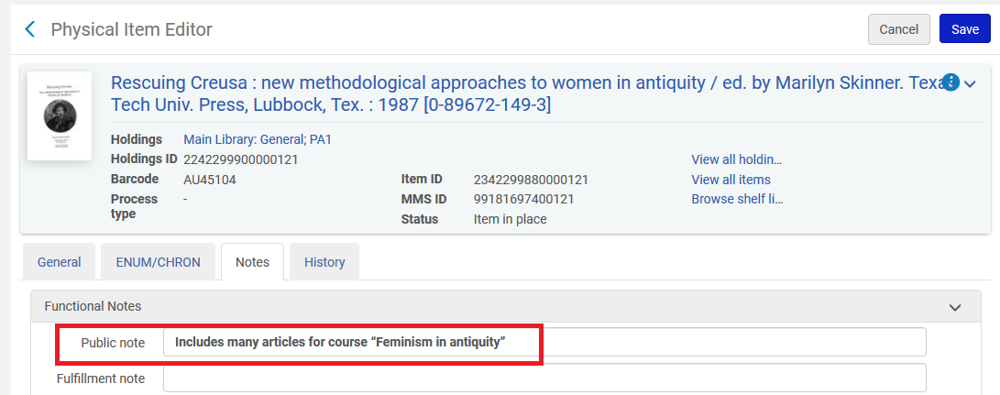 Physical Item Editor
Cancel
Save
Rescuing Creusa
Rescuing Creusa : new methodological approaches to women in antiquity / ed. by Marilyn Skinner. Texas
Tech Univ. Press, Lubbock, Tex. : 1987 [0-89672-149-3]
Holdings Main Library: General; PA1
Holdings ID 2242299900000121 View all holdin…
Barcode AU45104 Item ID 2342299880000121 View all items
Process type - MMS ID 99181697400121 Browse shelf li…
Status Item in place
General ENUM/CHRON Notes History
Functional Notes
Public note Includes many articles for course “Feminism in antiquity”
Fulfillment note